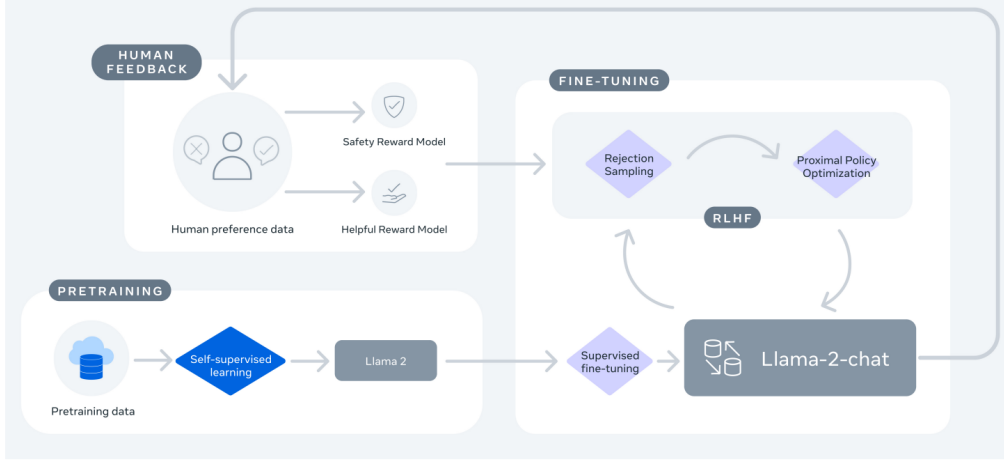 HUMAN
FEEDBACK
Safety Reward Model
Human preference data
Helpful Reward Model
FINE-TUNING
Rejection
Sampling
Proximal Policy
Optimization
RLHF
PRETRAINING
Pretraining data
Self-supervised
learning
Llama 2
Supervised
fine-tuning
Llama-2-chat